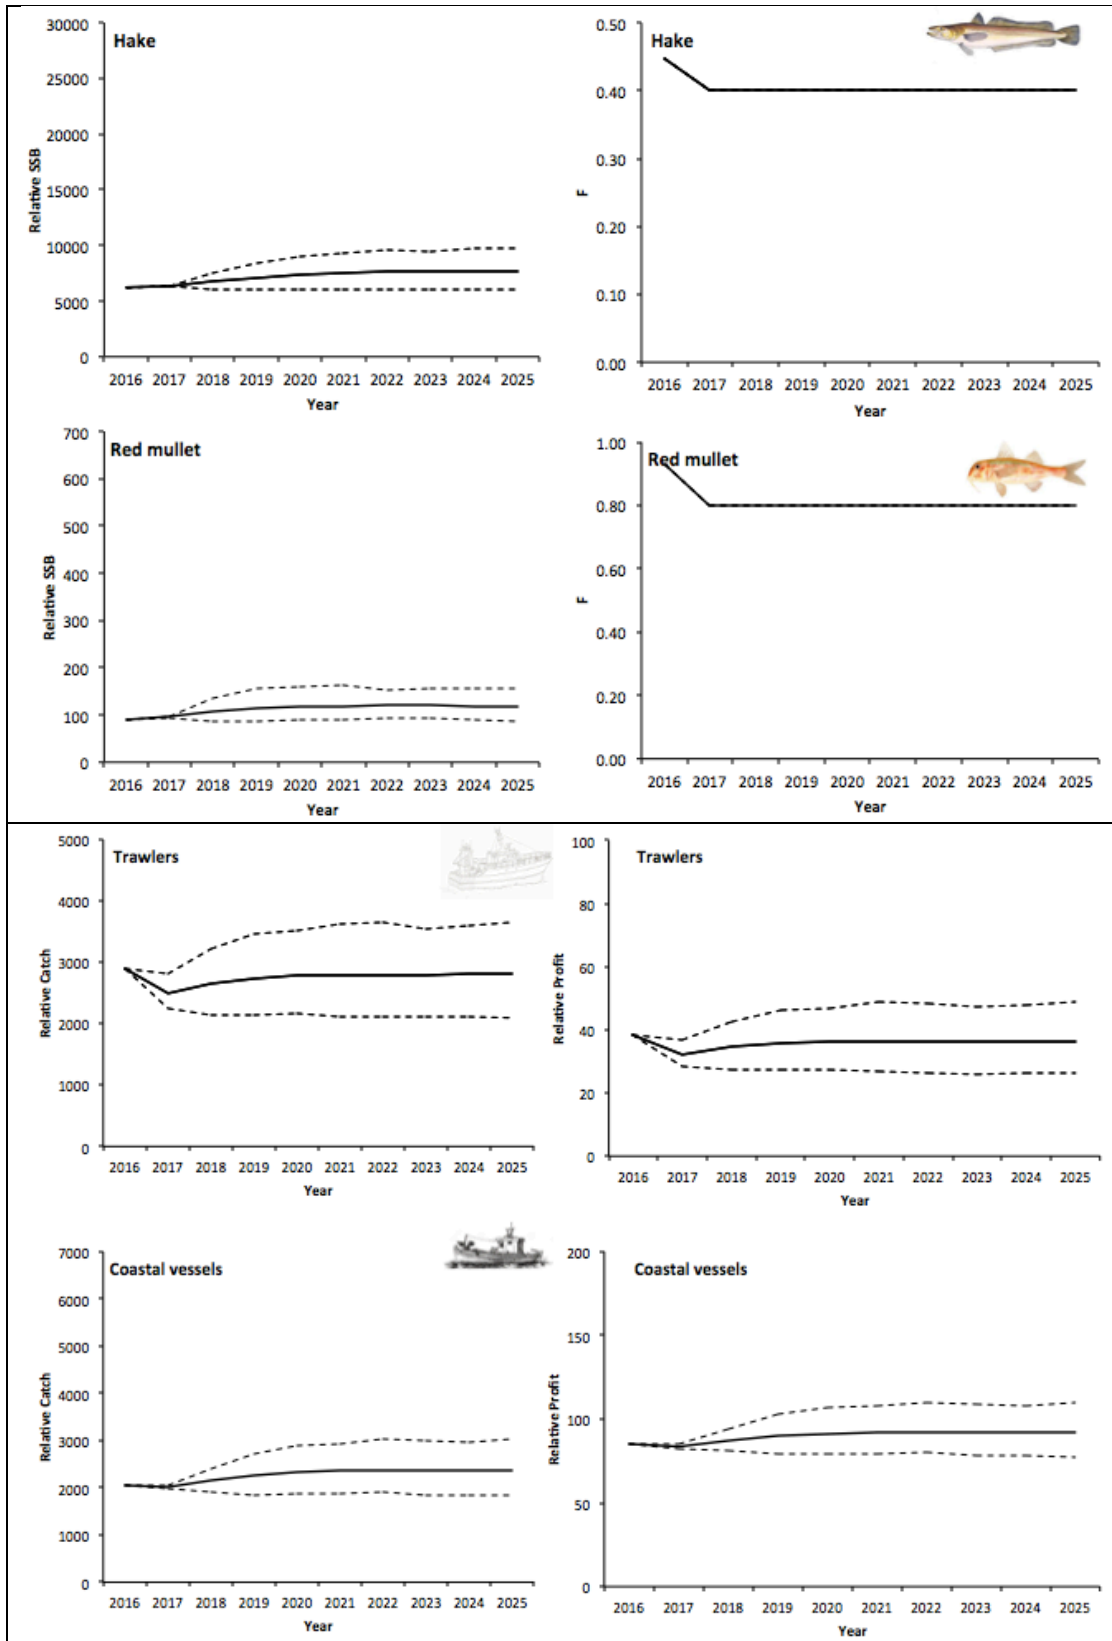 Hake
Relative SSB
30000
25000
20000
15000
10000
5000
0
2016 2017 2018 2019 2020 2021 2022 2023 2024 2025
Year
Hake
F
0.50
0.40
0.30
0.20
0.10
0.00
2016 2017 2018 2019 2020 2021 2022 2023 2024 2025
Year
Red mullet
Relative SSB
700
600
500
400
300
200
100
0
2016 2017 2018 2019 2020 2021 2022 2023 2024 2025
Year
Red mullet
F
1.00
0.80
0.60
0.40
0.20
0.00
2016 2017 2018 2019 2020 2021 2022 2023 2024 2025
Year
Trawlers
Relative Catch
5000
4000
3000
2000
1000
0
2016 2017 2018 2019 2020 2021 2022 2023 2024 2025
Year
Trawlers
Relative Profit
100
80
60
40
20
0
2016 2017 2018 2019 2020 2021 2022 2023 2024 2025
Year
Coastal vessels
Relative Catch
7000
6000
5000
4000
3000
2000
1000
0
2016 2017 2018 2019 2020 2021 2022 2023 2024 2025
Year
Coastal vessels
Relative Profit
200
150
100
50
0
2016 2017 2018 2019 2020 2021 2022 2023 2024 2025
Year